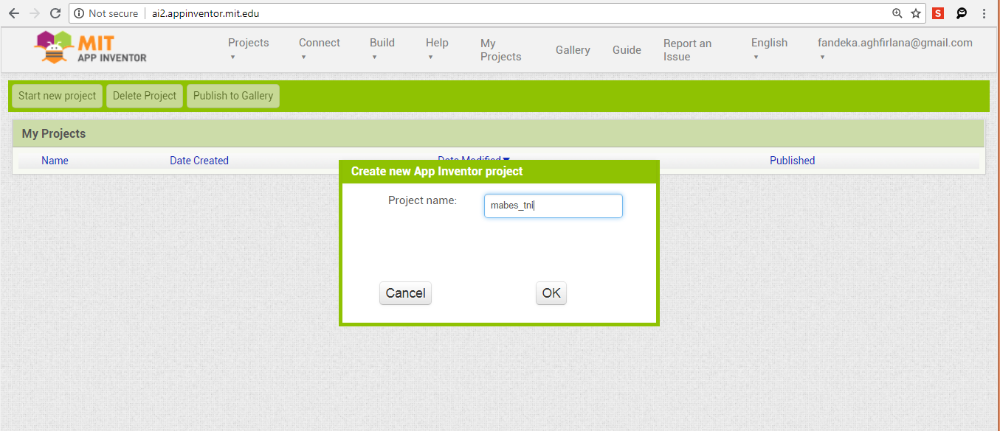 Not secure ai2.appinventor.mit.edu S
MIT APP INVENTOR
Projects Connect Build Help My Projects Gallery Guide Report an Issue English fandeka.aghfirlana@gmail.com
Start new project Delete Project Publish to Gallery
My Projects
Name Date Created Date Modified Published
Create new App Inventor project
Project name: mabes_tni
Cancel OK